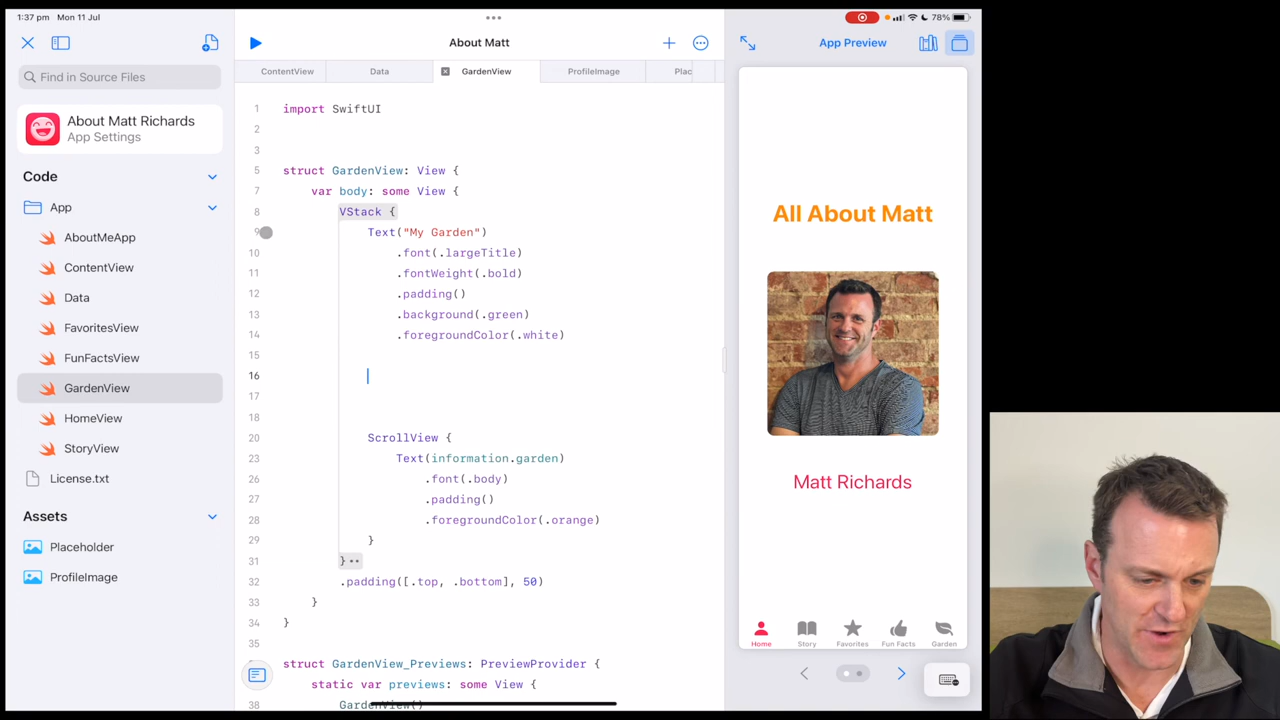 1:37 pm Mon 11 Jul
78%
About Matt
App Preview
Find in Source Files
ContentView
Data
GardenView
ProfileImage
Plac
About Matt Richards
App Settings
Code
App
AboutMeApp
ContentView
Data
FavoritesView
FunFactsView
GardenView
HomeView
StoryView
License.txt
Assets
Placeholder
ProfileImage
1 import SwiftUI
2
3
5 struct GardenView: View {
7 var body: some View {
8 VStack {
9 Text("My Garden")
10 .font(.largeTitle)
11 .fontWeight(.bold)
12 .padding()
13 .background(.green)
14 .foregroundColor(.white)
15
16
17
18
20 ScrollView {
23 Text(information.garden)
26 .font(.body)
27 .padding()
28 .foregroundColor(.orange)
29 }
31 }
32 .padding([.top, .bottom], 50)
33 }
34 }
35
struct GardenView_Previews: PreviewProvider {
static var previews: some View {
38 GardenView()
All About Matt
Matt Richards
Home
Story
Favorites
Fun Facts
Garden